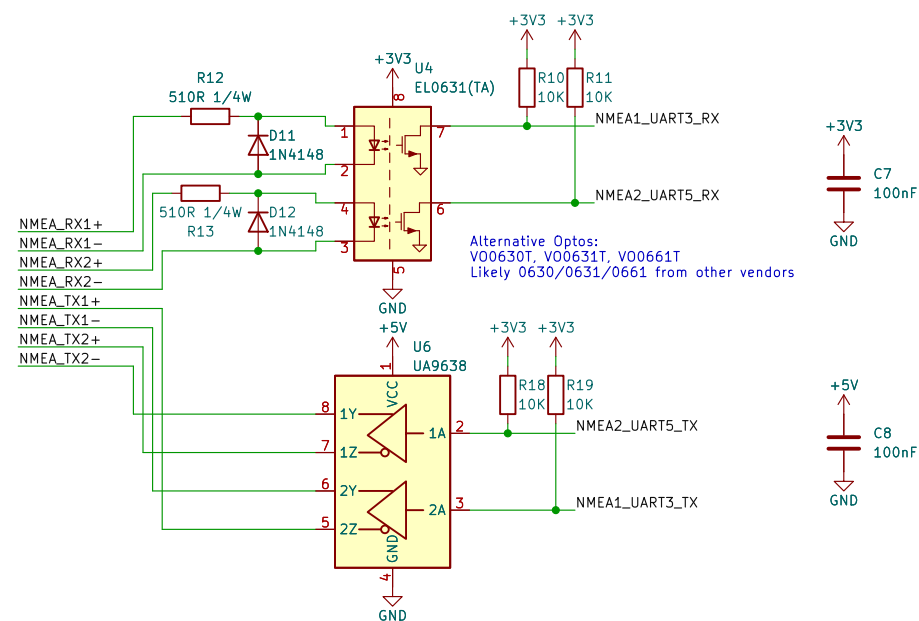 +3V3 +3V3
+3V3
U4
EL0631(TA)
R12
510R 1/4W
R10
10K
R11
10K
8
1
7
NMEA1_UART3_RX
D11
1N4148
2
4
6
NMEA2_UART5_RX
510R 1/4W
R13
D12
1N4148
3
5
GND
+3V3
C7
100nF
GND
NMEA_RX1+
NMEA_RX1-
NMEA_RX2+
NMEA_RX2-
NMEA_TX1+
NMEA_TX1-
NMEA_TX2+
NMEA_TX2-
Alternative Optos:
VO0630T, VO0631T, VO0661T
Likely 0630/0631/0661 from other vendors
+5V
U6
UA9638
1
VCC
+3V3 +3V3
R18
10K
R19
10K
8 1Y
7 1Z
1A 2
NMEA2_UART5_TX
6 2Y
5 2Z
2A 3
NMEA1_UART3_TX
GND
4
GND
+5V
C8
100nF
GND